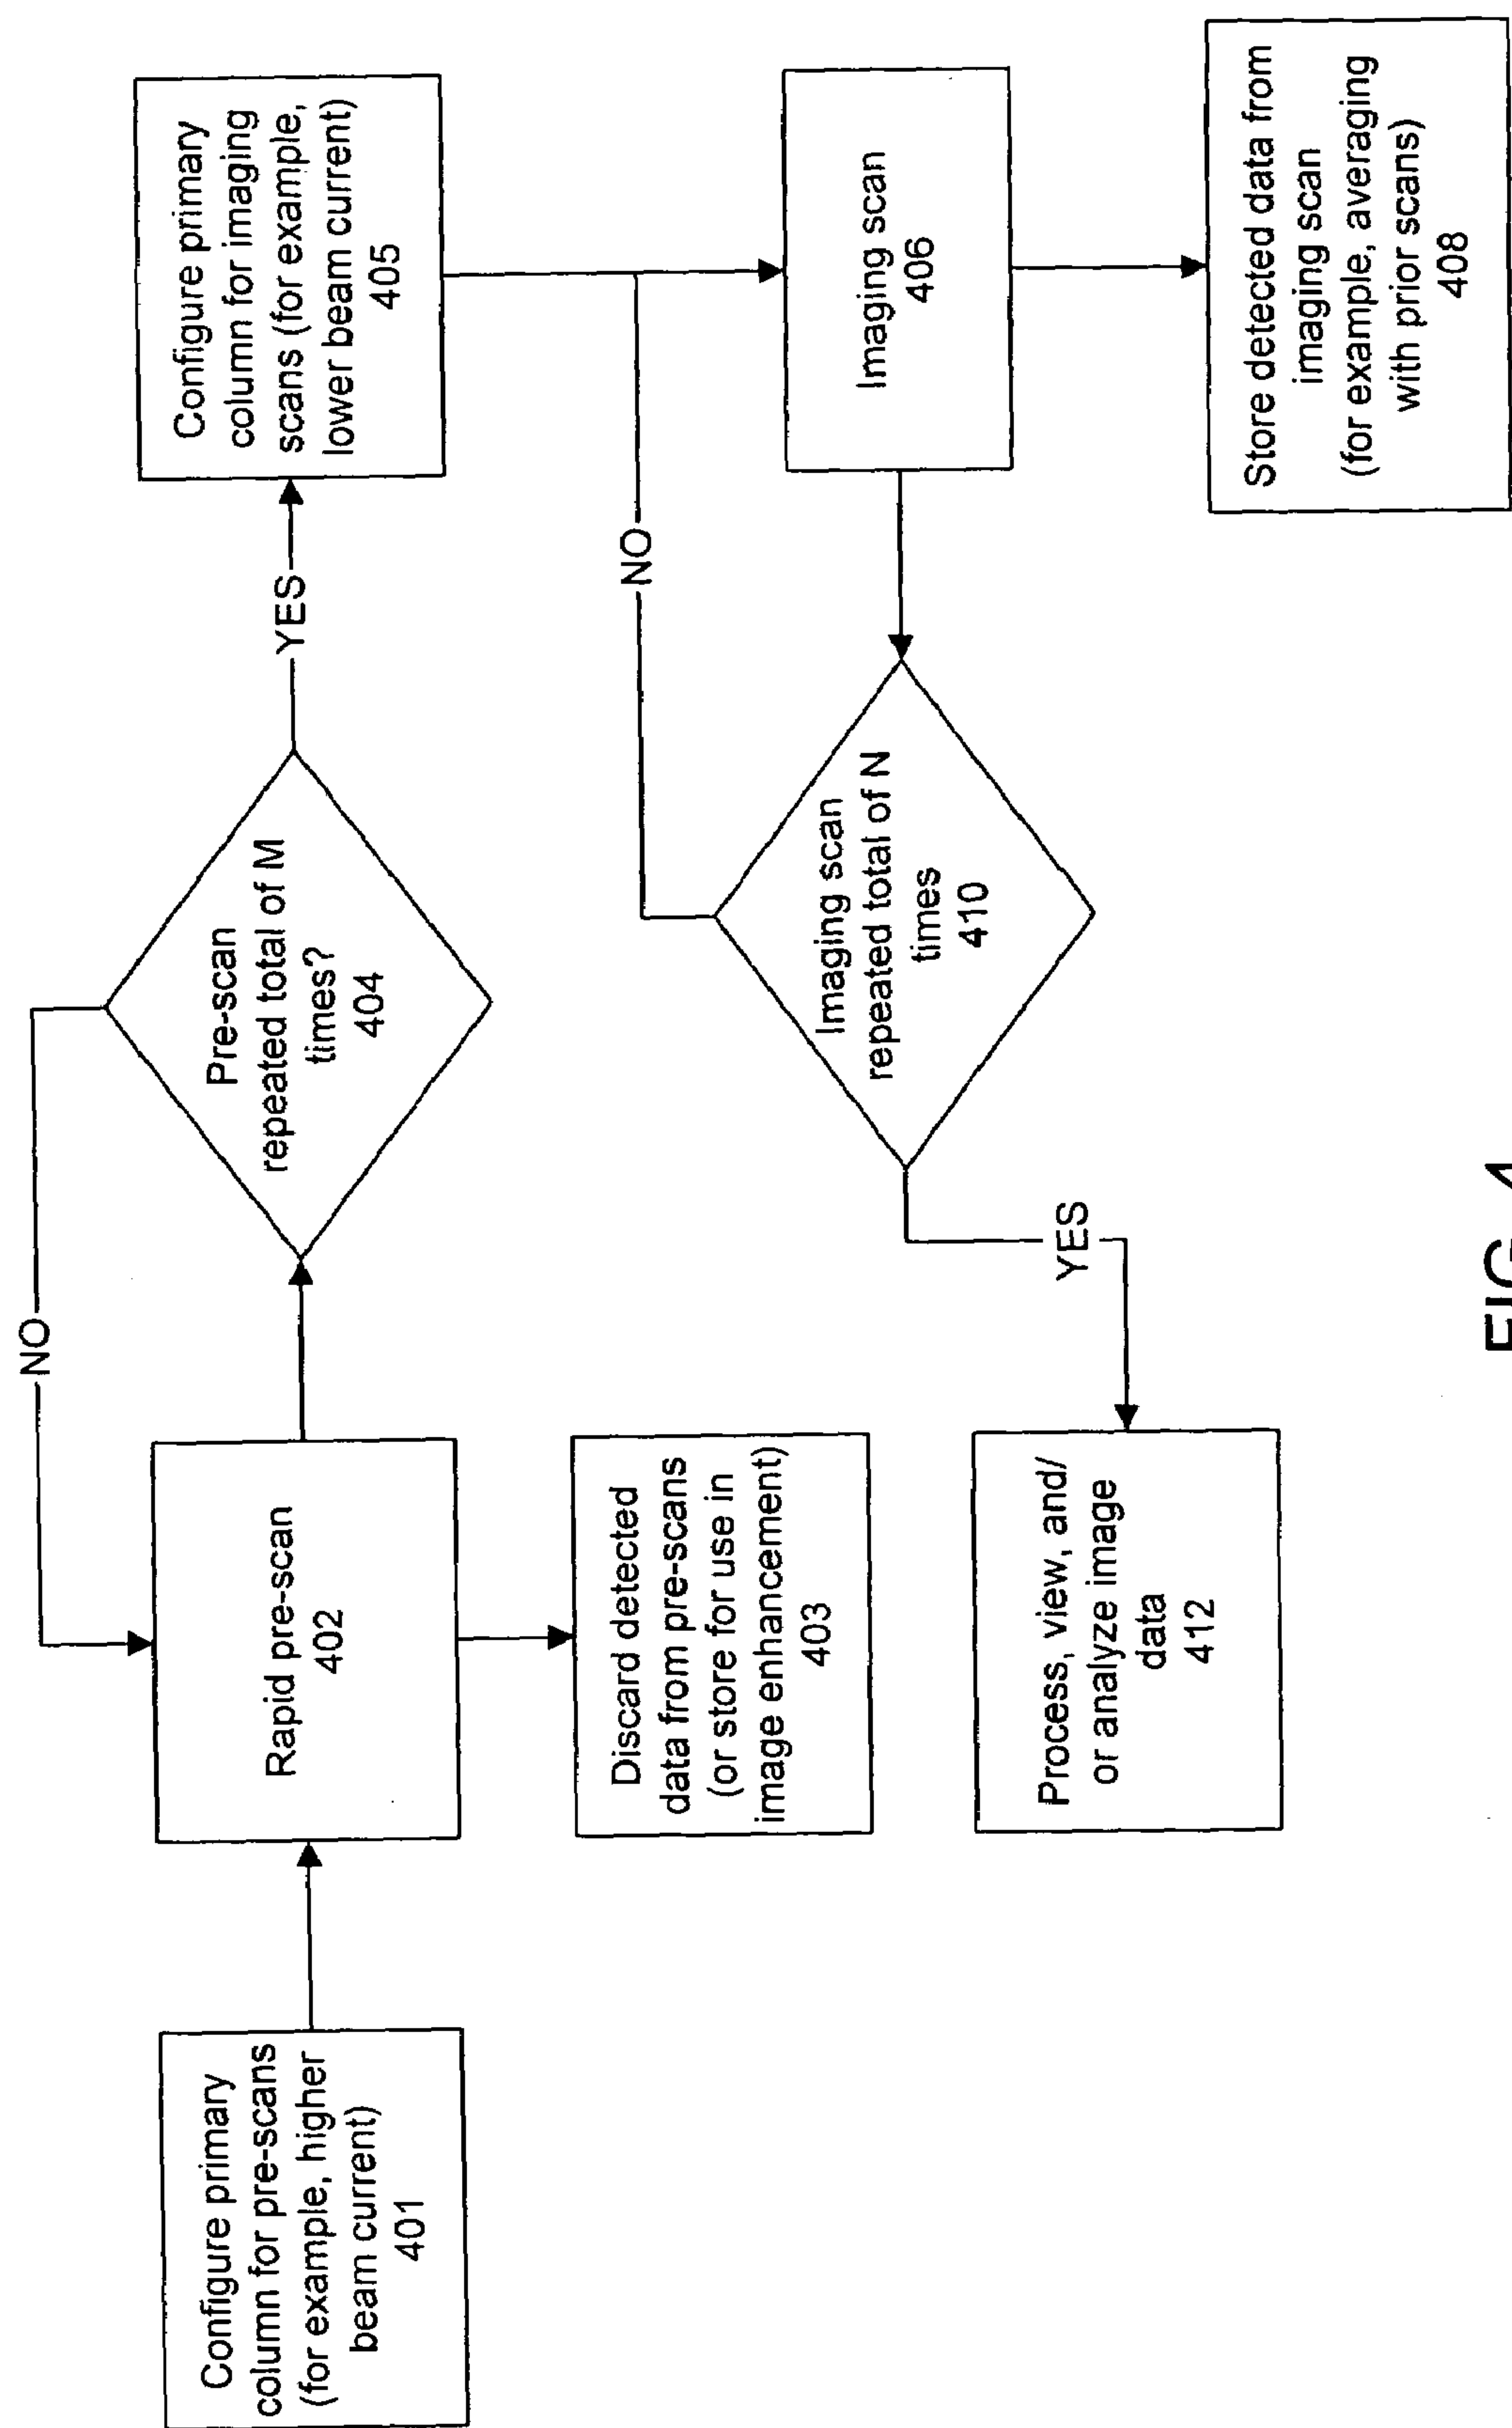 Configure primary
column for pre-scans
(for example, higher
beam current)
401
Rapid pre-scan
402
Discard detected
data from pre-scans
(or store for use in
image enhancement)
403
NO
Pre-scan
repeated total of M
times?
404
YES
Configure primary
column for imaging
scans (for example,
lower beam current)
405
NO
Imaging scan
406
Store detected data from
imaging scan
(for example, averaging
with prior scans)
408
Imaging scan
repeated total of N
times
410
YES
Process, view, and/
or analyze image
data
412
FIG. 4